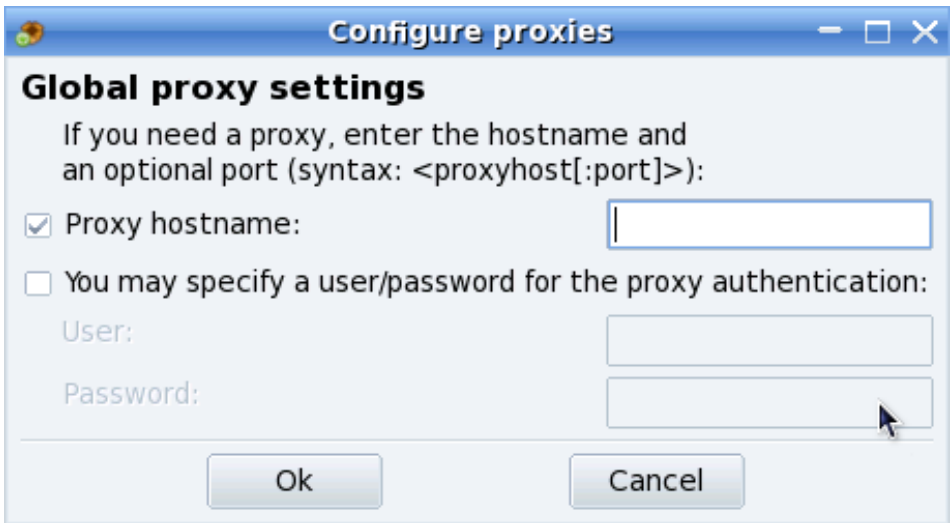 Configure proxies
Global proxy settings
If you need a proxy, enter the hostname and
an optional port (syntax: <proxyhost[:port]>):
Proxy hostname:
You may specify a user/password for the proxy authentication:
User:
Password:
Ok
Cancel